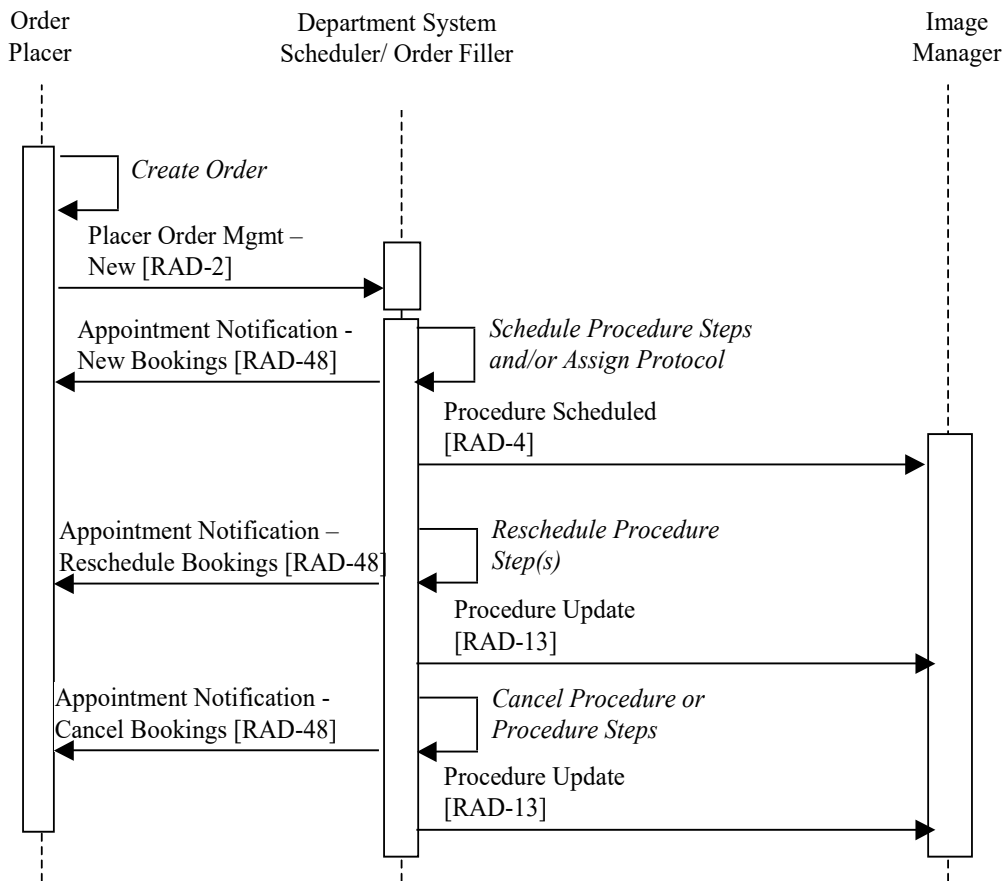 Order
Placer
Department System
Scheduler/ Order Filler
Image
Manager
Create Order
Placer Order Mgmt –
New [RAD-2]
Appointment Notification -
New Bookings [RAD-48]
Schedule Procedure Steps
and/or Assign Protocol
Procedure Scheduled
[RAD-4]
Appointment Notification –
Reschedule Bookings [RAD-48]
Reschedule Procedure
Step(s)
Procedure Update
[RAD-13]
Appointment Notification -
Cancel Bookings [RAD-48]
Cancel Procedure or
Procedure Steps
Procedure Update
[RAD-13]